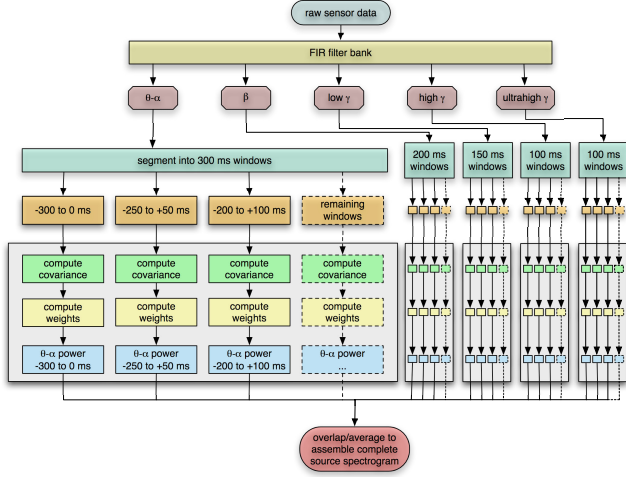 raw sensor data
FIR filter bank
θ-α
β
low γ
high γ
ultrahigh γ
segment into 300 ms windows
200 ms
windows
150 ms
windows
100 ms
windows
100 ms
windows
-300 to 0 ms
-250 to +50 ms
-200 to +100 ms
remaining
windows
compute
covariance
compute
covariance
compute
covariance
compute
covariance
compute
weights
compute
weights
compute
weights
compute
weights
θ-α power
-300 to 0 ms
θ-α power
-250 to +50 ms
θ-α power
-200 to +100 ms
θ-α power
...
overlap/average to
assemble complete
source spectrogram